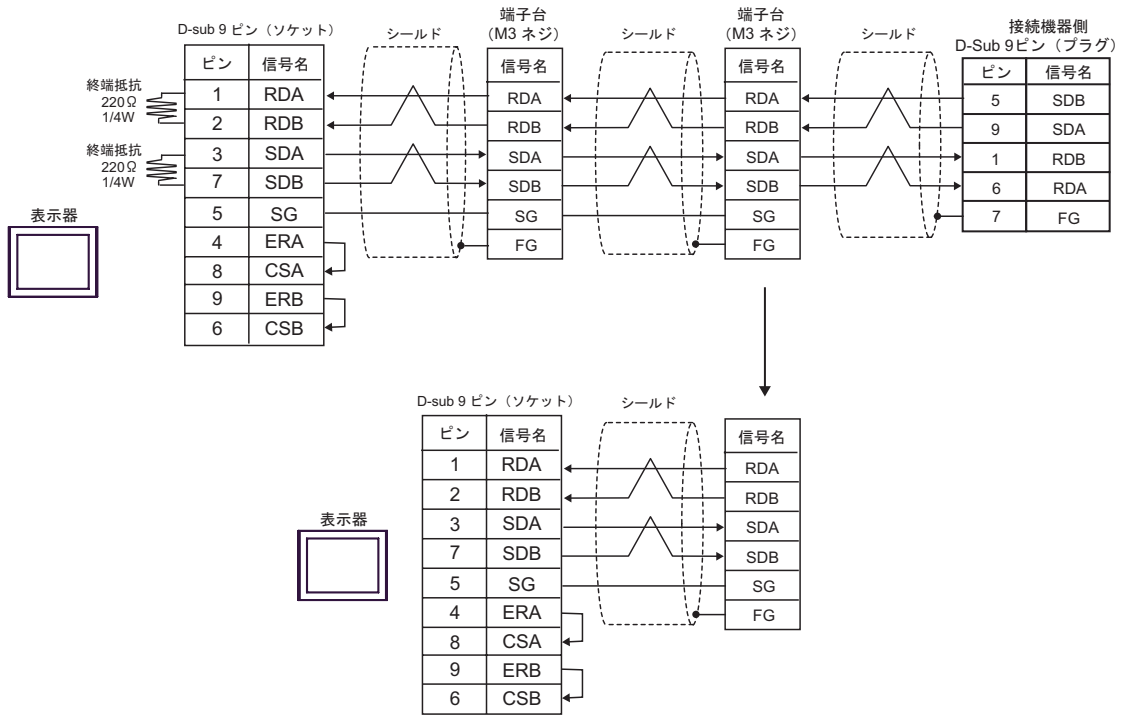 D-sub 9 ピン（ソケット）
シールド
端子台
(M3 ネジ)
シールド
端子台
(M3 ネジ)
シールド
接続機器側
D-Sub 9ピン（プラグ）
終端抵抗
220Ω
1/4W
終端抵抗
220Ω
1/4W
表示器
ピン 信号名
1 RDA
2 RDB
3 SDA
7 SDB
5 SG
4 ERA
8 CSA
9 ERB
6 CSB
信号名
RDA
RDB
SDA
SDB
SG
FG
信号名
RDA
RDB
SDA
SDB
SG
FG
ピン 信号名
5 SDB
9 SDA
1 RDB
6 RDA
7 FG
D-sub 9 ピン（ソケット）
シールド
表示器
ピン 信号名
1 RDA
2 RDB
3 SDA
7 SDB
5 SG
4 ERA
8 CSA
9 ERB
6 CSB
信号名
RDA
RDB
SDA
SDB
SG
FG